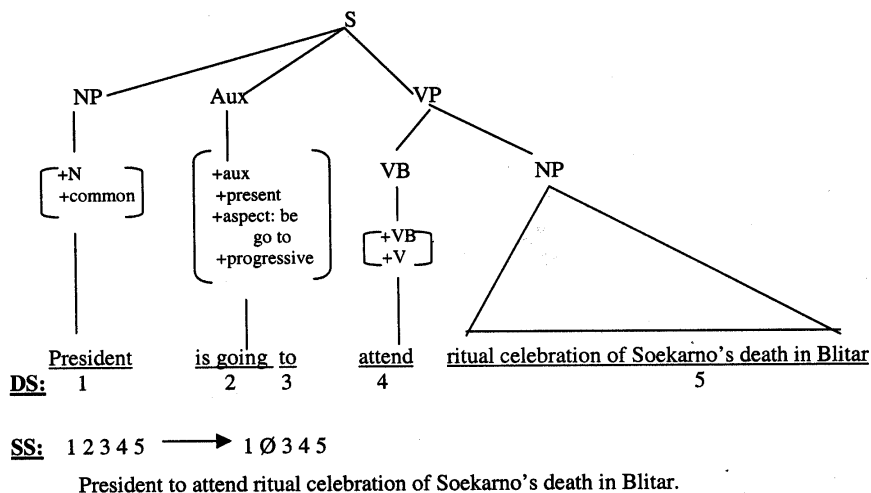 S
NP Aux VP
+N +aux VB NP
+common +present
+aspect: be
go to +VB
+progressive +V
President is going to attend ritual celebration of Soekarno's death in Blitar
DS: 1 2 3 4 5
SS: 1 2 3 4 5 → 1 Ø 3 4 5
President to attend ritual celebration of Soekarno's death in Blitar.